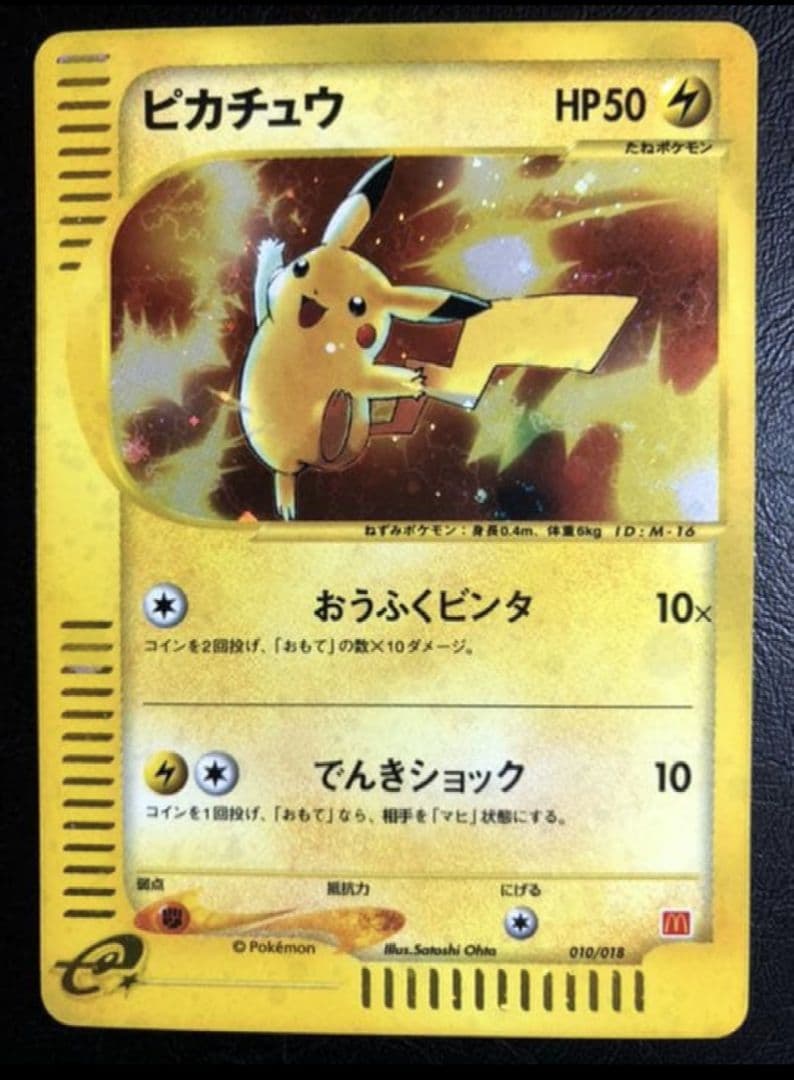 ピカチュウ HP50
たねポケモン
ねずみポケモン：身長0.4m、体重6kg ID:M-16
おうふくビンタ 10×
コインを2回投げ、「おもて」の数×10ダメージ。
でんきショック 10
コインを1回投げ、「おもて」なら、相手を「マヒ」状態にする。
弱点 抵抗力 にげる
© Pokémon Illus.Satoshi Ohta 010/018